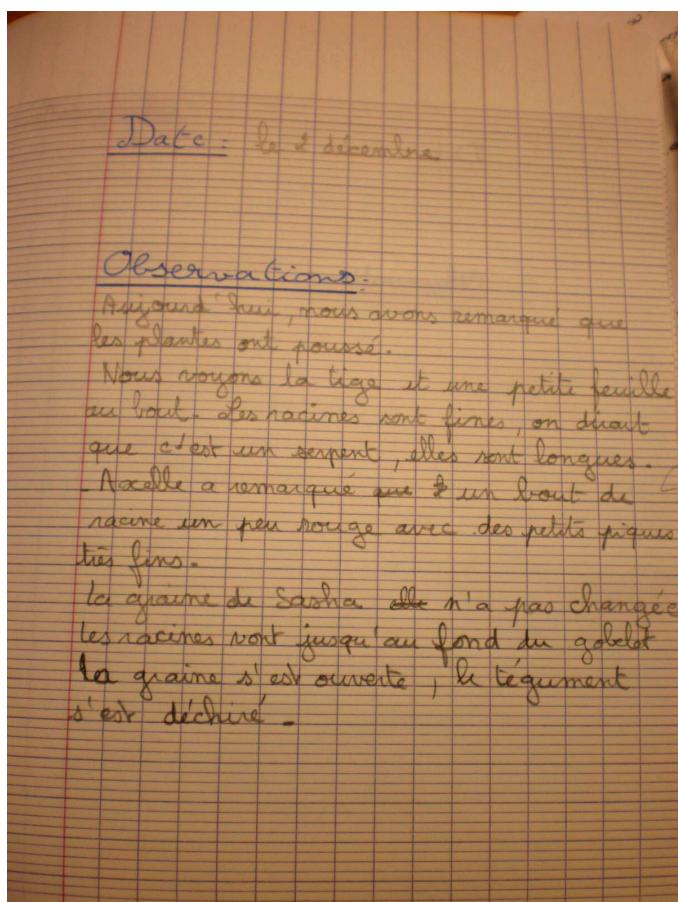 Date : le 2 décembre
Observations :
Aujourd'hui, nous avons remarqué que
les plantes ont poussé.
Nous voyons la tige et une petite feuille
au bout. Les racines sont fines, on dirait
que c'est un serpent, elles sont longues.
- Axelle a remarqué que un bout de
racine un peu rouge avec des petits piques
très fins.
la graine de Sasha elle n'a pas changée
les racines vont jusqu'au fond du gobelet
la graine s'est ouverte, le tégument
s'est déchiré.